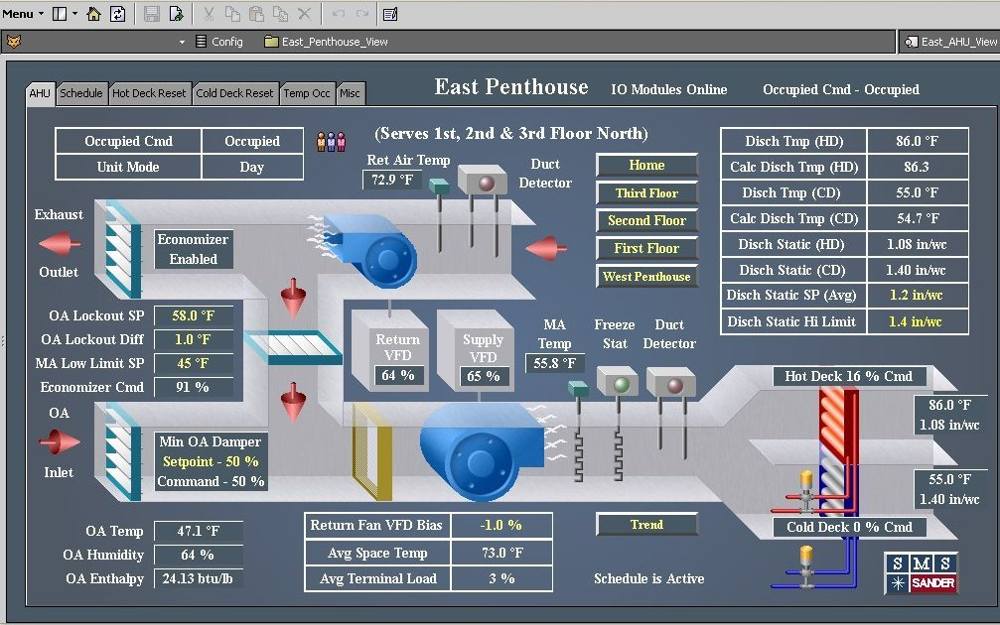 Menu
Config
East_Penthouse_View
East_AHU_View
AHU
Schedule
Hot Deck Reset
Cold Deck Reset
Temp Occ
Misc
East Penthouse
IO Modules Online
Occupied Cmd - Occupied
(Serves 1st, 2nd & 3rd Floor North)
Occupied Cmd Occupied
Unit Mode Day
Ret Air Temp
72.9 °F
Duct
Detector
Home
Third Floor
Second Floor
First Floor
West Penthouse
Disch Tmp (HD) 86.0 °F
Calc Disch Tmp (HD) 86.3
Disch Tmp (CD) 55.0 °F
Calc Disch Tmp (CD) 54.7 °F
Disch Static (HD) 1.08 in/wc
Disch Static (CD) 1.40 in/wc
Disch Static SP (Avg) 1.2 in/wc
Disch Static Hi Limit 1.4 in/wc
Exhaust
Outlet
Economizer
Enabled
OA Lockout SP 58.0 °F
OA Lockout Diff 1.0 °F
MA Low Limit SP 45 °F
Economizer Cmd 91 %
Return
VFD
64 %
Supply
VFD
65 %
MA
Temp
55.8 °F
Freeze
Stat
Duct
Detector
Hot Deck 16 % Cmd
86.0 °F
1.08 in/wc
55.0 °F
1.40 in/wc
Cold Deck 0 % Cmd
OA
Inlet
Min OA Damper
Setpoint - 50 %
Command - 50 %
OA Temp 47.1 °F
OA Humidity 64 %
OA Enthalpy 24.13 btu/lb
Return Fan VFD Bias -1.0 %
Avg Space Temp 73.0 °F
Avg Terminal Load 3 %
Trend
Schedule is Active
S M S
SANDER